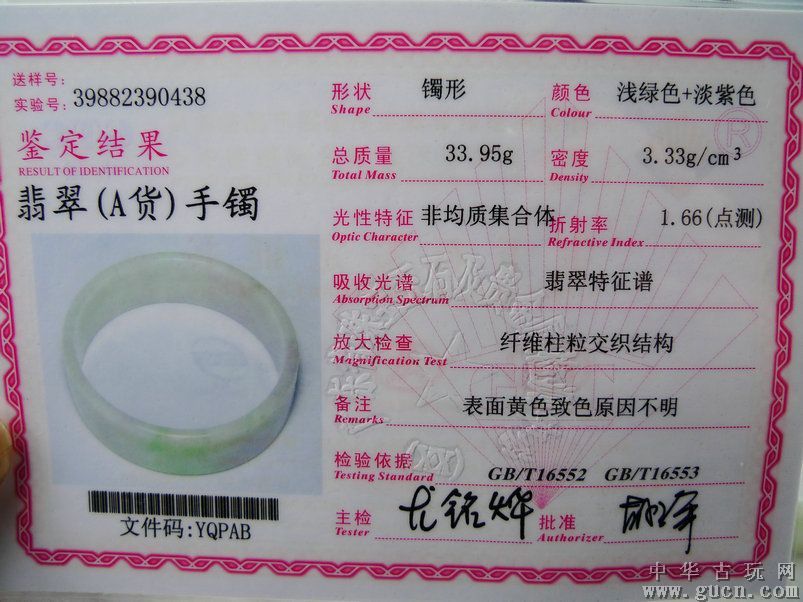 送样号:
实验号: 39882390438
鉴定结果
RESULT OF IDENTIFICATION
翡翠(A货)手镯
文件码:YQPAB
形状 镯形 颜色 浅绿色+淡紫色
Shape Colour
总质量 33.95g 密度 3.33g/cm³
Total Mass Density
光性特征 非均质集合体 折射率 1.66(点测)
Optic Character Refractive Index
吸收光谱 翡翠特征谱
Absorption Spectrum
放大检查 纤维柱粒交织结构
Magnification Test
备注 表面黄色致色原因不明
Remarks
检验依据 GB/T16552 GB/T16553
Testing Standard
主检 批准
Tester Authorizer
中华古玩网
www.gucn.com